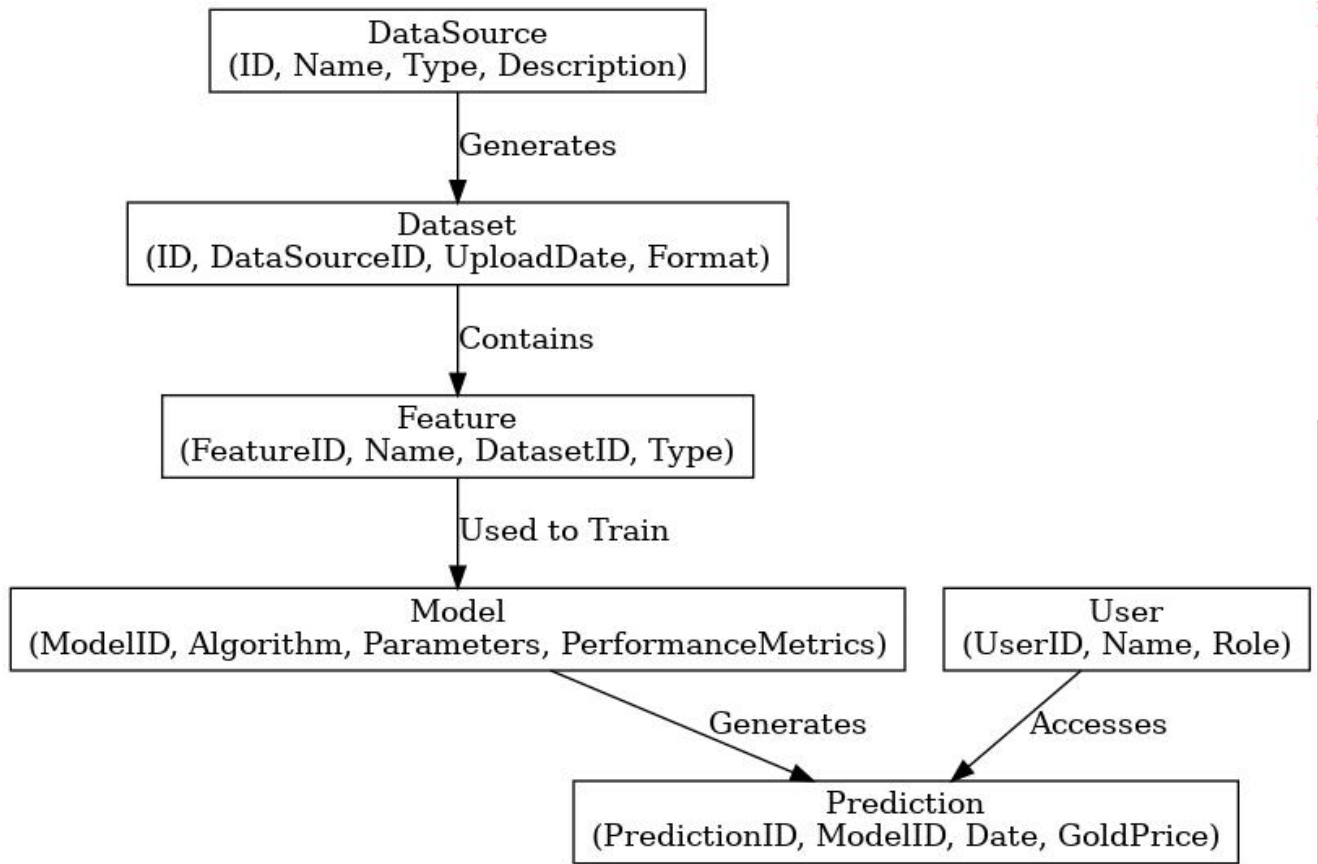 DataSource
(ID, Name, Type, Description)
Generates
Dataset
(ID, DataSourceID, UploadDate, Format)
Contains
Feature
(FeatureID, Name, DatasetID, Type)
Used to Train
Model
(ModelID, Algorithm, Parameters, PerformanceMetrics)
User
(UserID, Name, Role)
Generates
Accesses
Prediction
(PredictionID, ModelID, Date, GoldPrice)